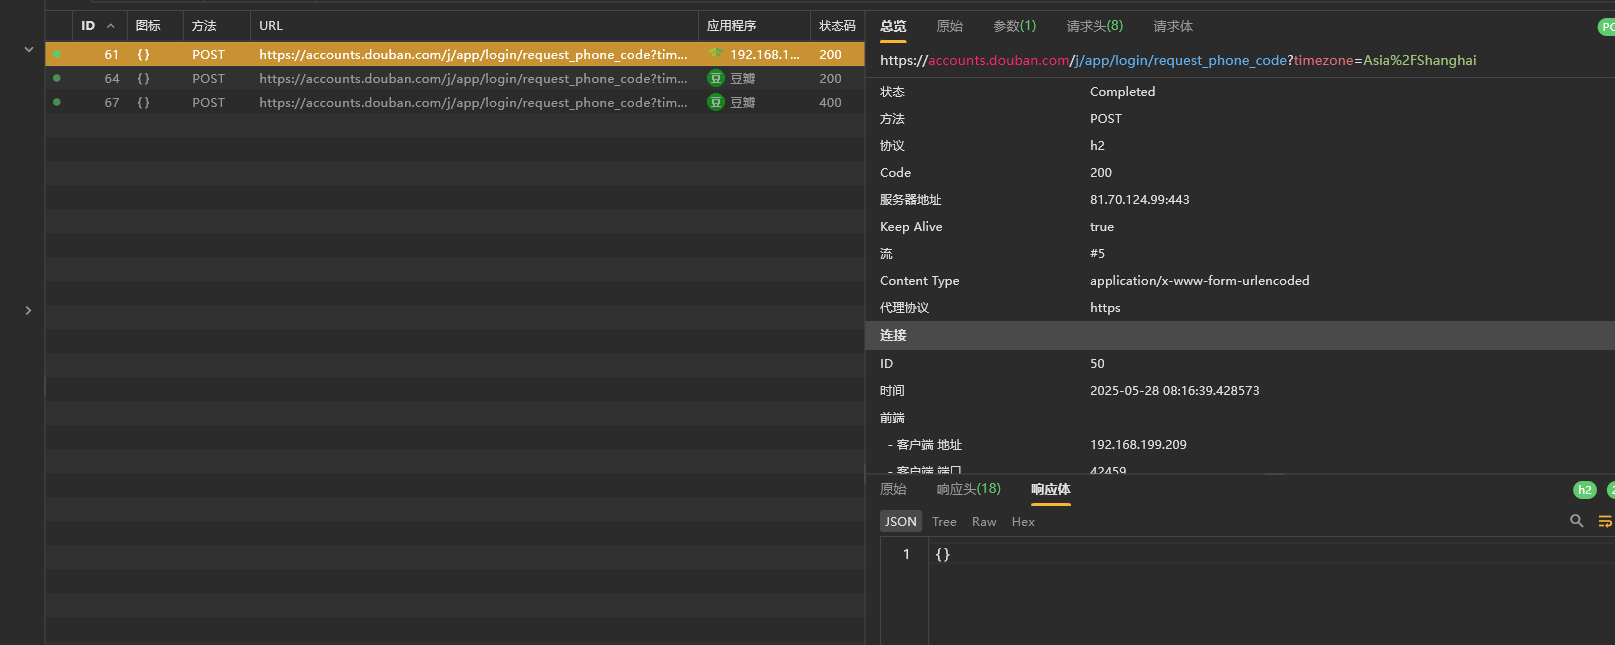 ID 图标 方法 URL 应用程序 状态码
61 {} POST https://accounts.douban.com/j/app/login/request_phone_code?tim... 192.168.1... 200
64 {} POST https://accounts.douban.com/j/app/login/request_phone_code?tim... 豆 豆瓣 200
67 {} POST https://accounts.douban.com/j/app/login/request_phone_code?tim... 豆 豆瓣 400
总览 原始 参数(1) 请求头(8) 请求体
https://accounts.douban.com/j/app/login/request_phone_code?timezone=Asia%2FShanghai
状态 Completed
方法 POST
协议 h2
Code 200
服务器地址 81.70.124.99:443
Keep Alive true
流 #5
Content Type application/x-www-form-urlencoded
代理协议 https
连接
ID 50
时间 2025-05-28 08:16:39.428573
前端
- 客户端 地址 192.168.199.209
- 客户端 端口 42459
原始 响应头(18) 响应体 h2
JSON Tree Raw Hex
1 {}